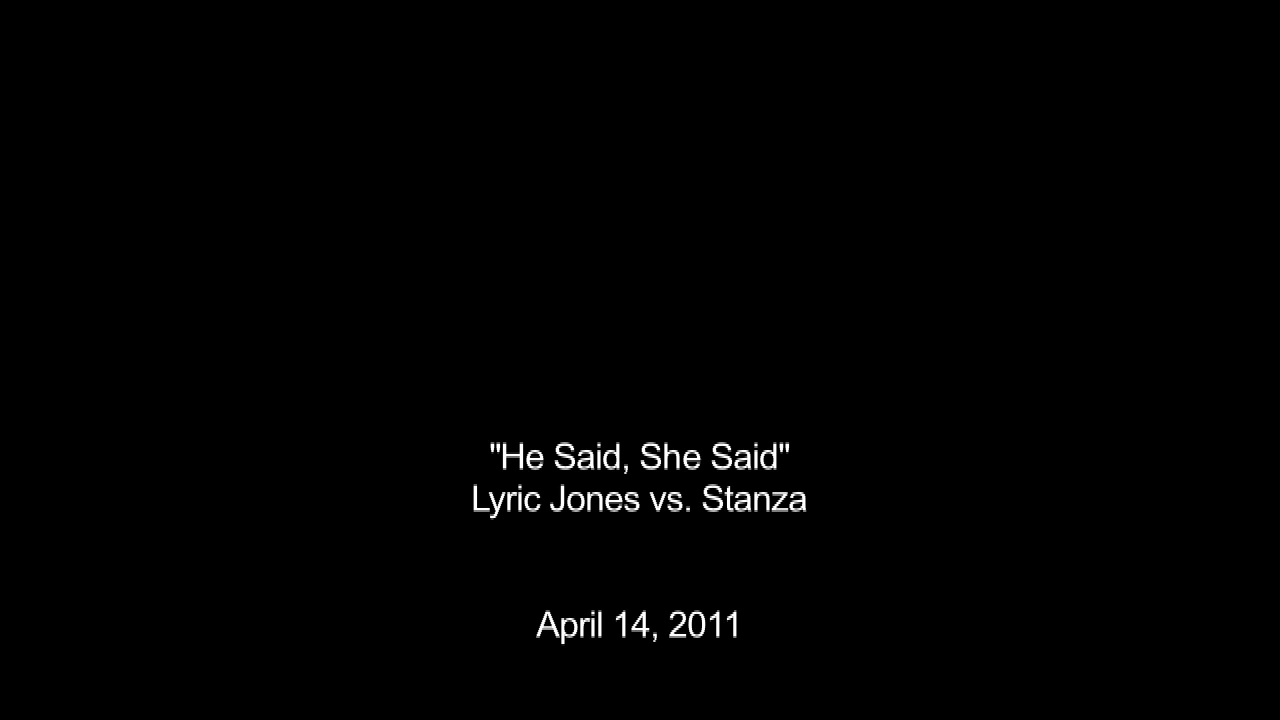 "He Said, She Said"
Lyric Jones vs. Stanza
April 14, 2011